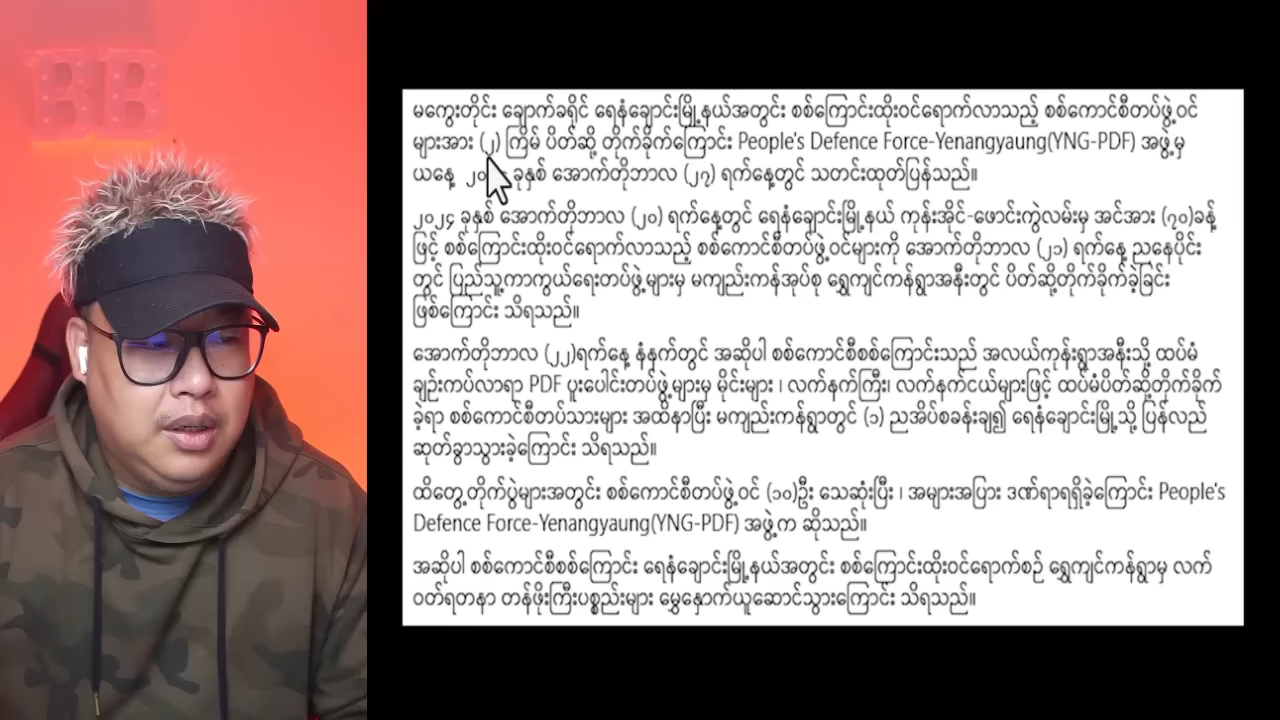 BB
မကွေးတိုင်း ချောက်ခရိုင် ရေနံချောင်းမြို့နယ်အတွင်း စစ်ကြောင်းထိုးဝင်ရောက်လာသည့် စစ်ကောင်စီတပ်ဖွဲ့ဝင်
များအား (၂) ကြိမ် ပိတ်ဆို့ တိုက်ခိုက်ကြောင်း People's Defence Force-Yenangyaung(YNG-PDF) အဖွဲ့မှ
ယနေ့ ခုနှစ် အောက်တိုဘာလ (၂၇) ရက်နေ့တွင် သတင်းထုတ်ပြန်သည်။
၂၀၂၄ ခုနှစ် အောက်တိုဘာလ (၂၀) ရက်နေ့တွင် ရေနံချောင်းမြို့နယ် ကုန်းအိုင်-ဖောင်းကွဲလမ်းမှ အင်အား (၇၀)ခန့်
ဖြင့် စစ်ကြောင်းထိုးဝင်ရောက်လာသည့် စစ်ကောင်စီတပ်ဖွဲ့ဝင်များကို အောက်တိုဘာလ (၂၁) ရက်နေ့ ညနေပိုင်း
တွင် ပြည်သူ့ကာကွယ်ရေးတပ်ဖွဲ့များမှ မကျည်းကန်အုပ်စု ရွှေကျင်ကန်ရွာအနီးတွင် ပိတ်ဆို့တိုက်ခိုက်ခဲ့ခြင်း
ဖြစ်ကြောင်း သိရသည်။
အောက်တိုဘာလ (၂၂)ရက်နေ့ နံနက်တွင် အဆိုပါ စစ်ကောင်စီစစ်ကြောင်းသည် အလယ်ကုန်းရွာအနီးသို့ ထပ်မံ
ချဉ်းကပ်လာရာ PDF ပူးပေါင်းတပ်ဖွဲ့များမှ မိုင်းများ ၊ လက်နက်ကြီး၊ လက်နက်ငယ်များဖြင့် ထပ်မံပိတ်ဆို့တိုက်ခိုက်
ခဲ့ရာ စစ်ကောင်စီတပ်သားများ အထိနာပြီး မကျည်းကန်ရွာတွင် (၁) ညအိပ်စခန်းချ၍ ရေနံချောင်းမြို့သို့ ပြန်လည်
ဆုတ်ခွာသွားခဲ့ကြောင်း သိရသည်။
ထိတွေ့တိုက်ပွဲများအတွင်း စစ်ကောင်စီတပ်ဖွဲ့ဝင် (၁၀)ဦး သေဆုံးပြီး ၊ အများအပြား ဒဏ်ရာရရှိခဲ့ကြောင်း People's
Defence Force-Yenangyaung(YNG-PDF) အဖွဲ့က ဆိုသည်။
အဆိုပါ စစ်ကောင်စီစစ်ကြောင်း ရေနံချောင်းမြို့နယ်အတွင်း စစ်ကြောင်းထိုးဝင်ရောက်စဉ် ရွှေကျင်ကန်ရွာမှ လက်
ဝတ်ရတနာ တန်ဖိုးကြီးပစ္စည်းများ မွှေနှောက်ယူဆောင်သွားကြောင်း သိရသည်။